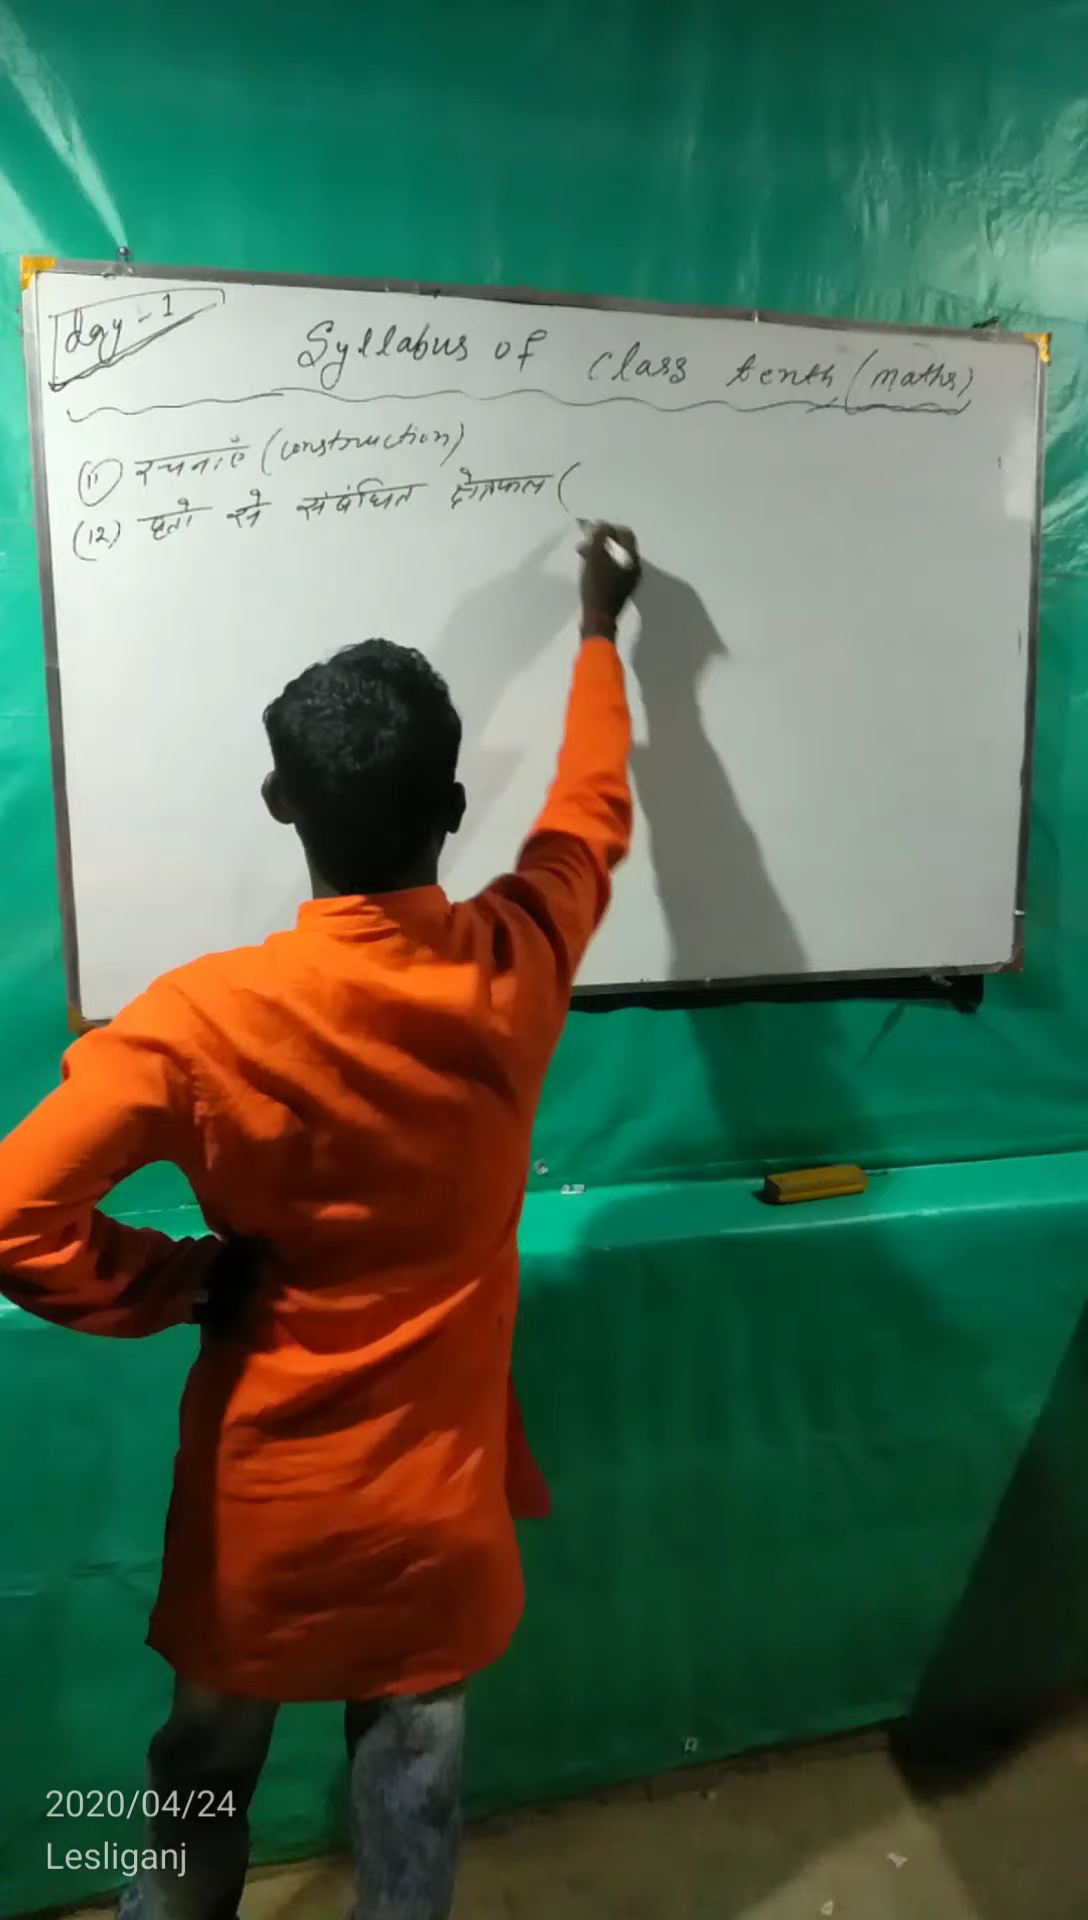 day-1
Syllabus of class tenth (maths)
(11) रचनाएँ (construction)
(12) वृतो से संबंधित क्षेत्रफल (
2020/04/24
Lesliganj